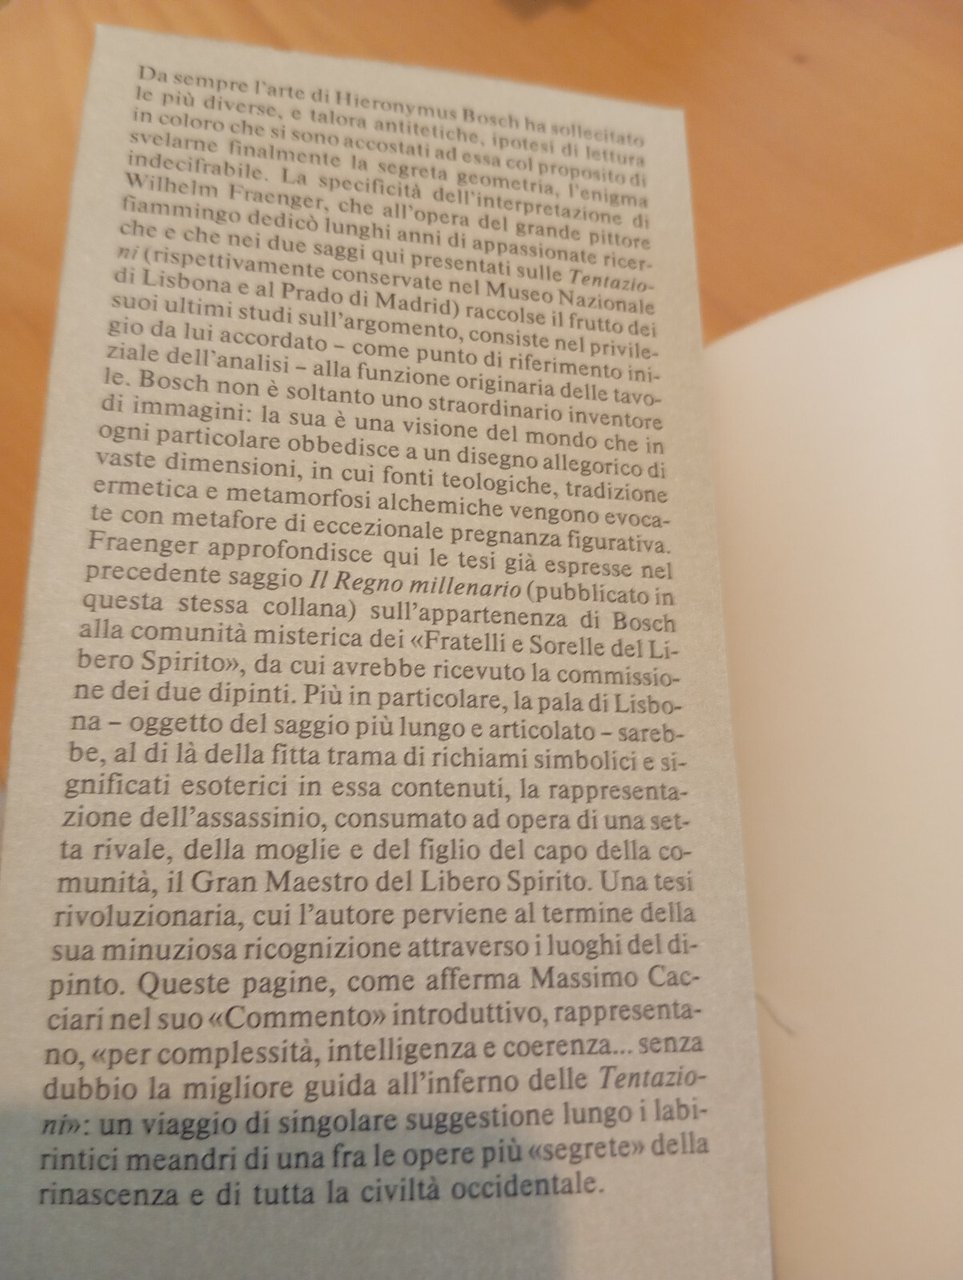 Da sempre l'arte di Hieronymus Bosch ha sollecitato
le più diverse, e talora antitetiche, ipotesi di lettura
in coloro che si sono accostati ad essa col proposito di
svelarne finalmente la segreta geometria, l'enigma
indecifrabile. La specificità dell'interpretazione di
Wilhelm Fraenger, che all'opera del grande pittore
fiammingo dedicò lunghi anni di appassionate ricer-
che e che nei due saggi qui presentati sulle Tentazio-
ni (rispettivamente conservate nel Museo Nazionale
di Lisbona e al Prado di Madrid) raccolse il frutto dei
suoi ultimi studi sull'argomento, consiste nel privile-
gio da lui accordato – come punto di riferimento ini-
ziale dell'analisi – alla funzione originaria delle tavo-
le. Bosch non è soltanto uno straordinario inventore
di immagini: la sua è una visione del mondo che in
ogni particolare obbedisce a un disegno allegorico di
vaste dimensioni, in cui fonti teologiche, tradizione
ermetica e metamorfosi alchemiche vengono evoca-
te con metafore di eccezionale pregnanza figurativa.
Fraenger approfondisce qui le tesi già espresse nel
precedente saggio Il Regno millenario (pubblicato in
questa stessa collana) sull'appartenenza di Bosch
alla comunità misterica dei «Fratelli e Sorelle del Li-
bero Spirito», da cui avrebbe ricevuto la commissio-
ne dei due dipinti. Più in particolare, la pala di Lisbo-
na – oggetto del saggio più lungo e articolato – sareb-
be, al di là della fitta trama di richiami simbolici e si-
gnificati esoterici in essa contenuti, la rappresenta-
zione dell'assassinio, consumato ad opera di una set-
ta rivale, della moglie e del figlio del capo della co-
munità, il Gran Maestro del Libero Spirito. Una tesi
rivoluzionaria, cui l'autore perviene al termine della
sua minuziosa ricognizione attraverso i luoghi del di-
pinto. Queste pagine, come afferma Massimo Cac-
ciari nel suo «Commento» introduttivo, rappresenta-
no, «per complessità, intelligenza e coerenza... senza
dubbio la migliore guida all'inferno delle Tentazio-
ni»: un viaggio di singolare suggestione lungo i labi-
rintici meandri di una fra le opere più «segrete» della
rinascenza e di tutta la civiltà occidentale.